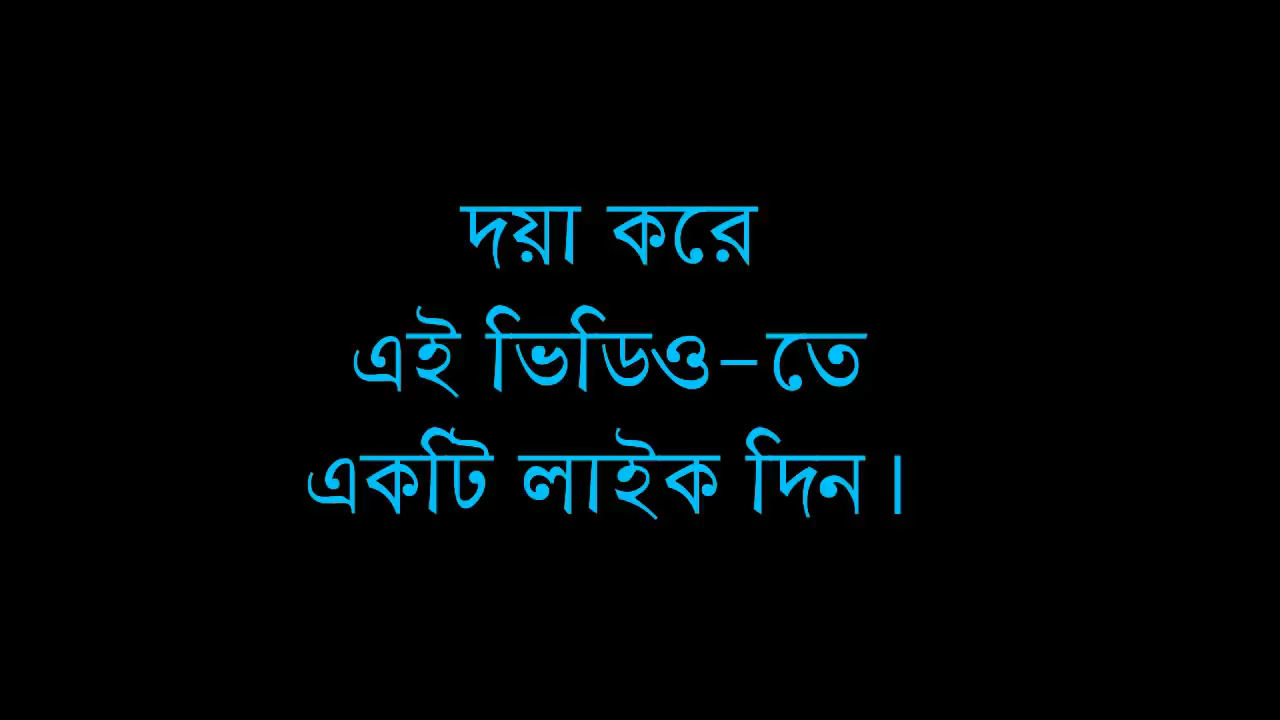 দয়া করে
এই ভিডিও-তে
একটি লাইক দিন।